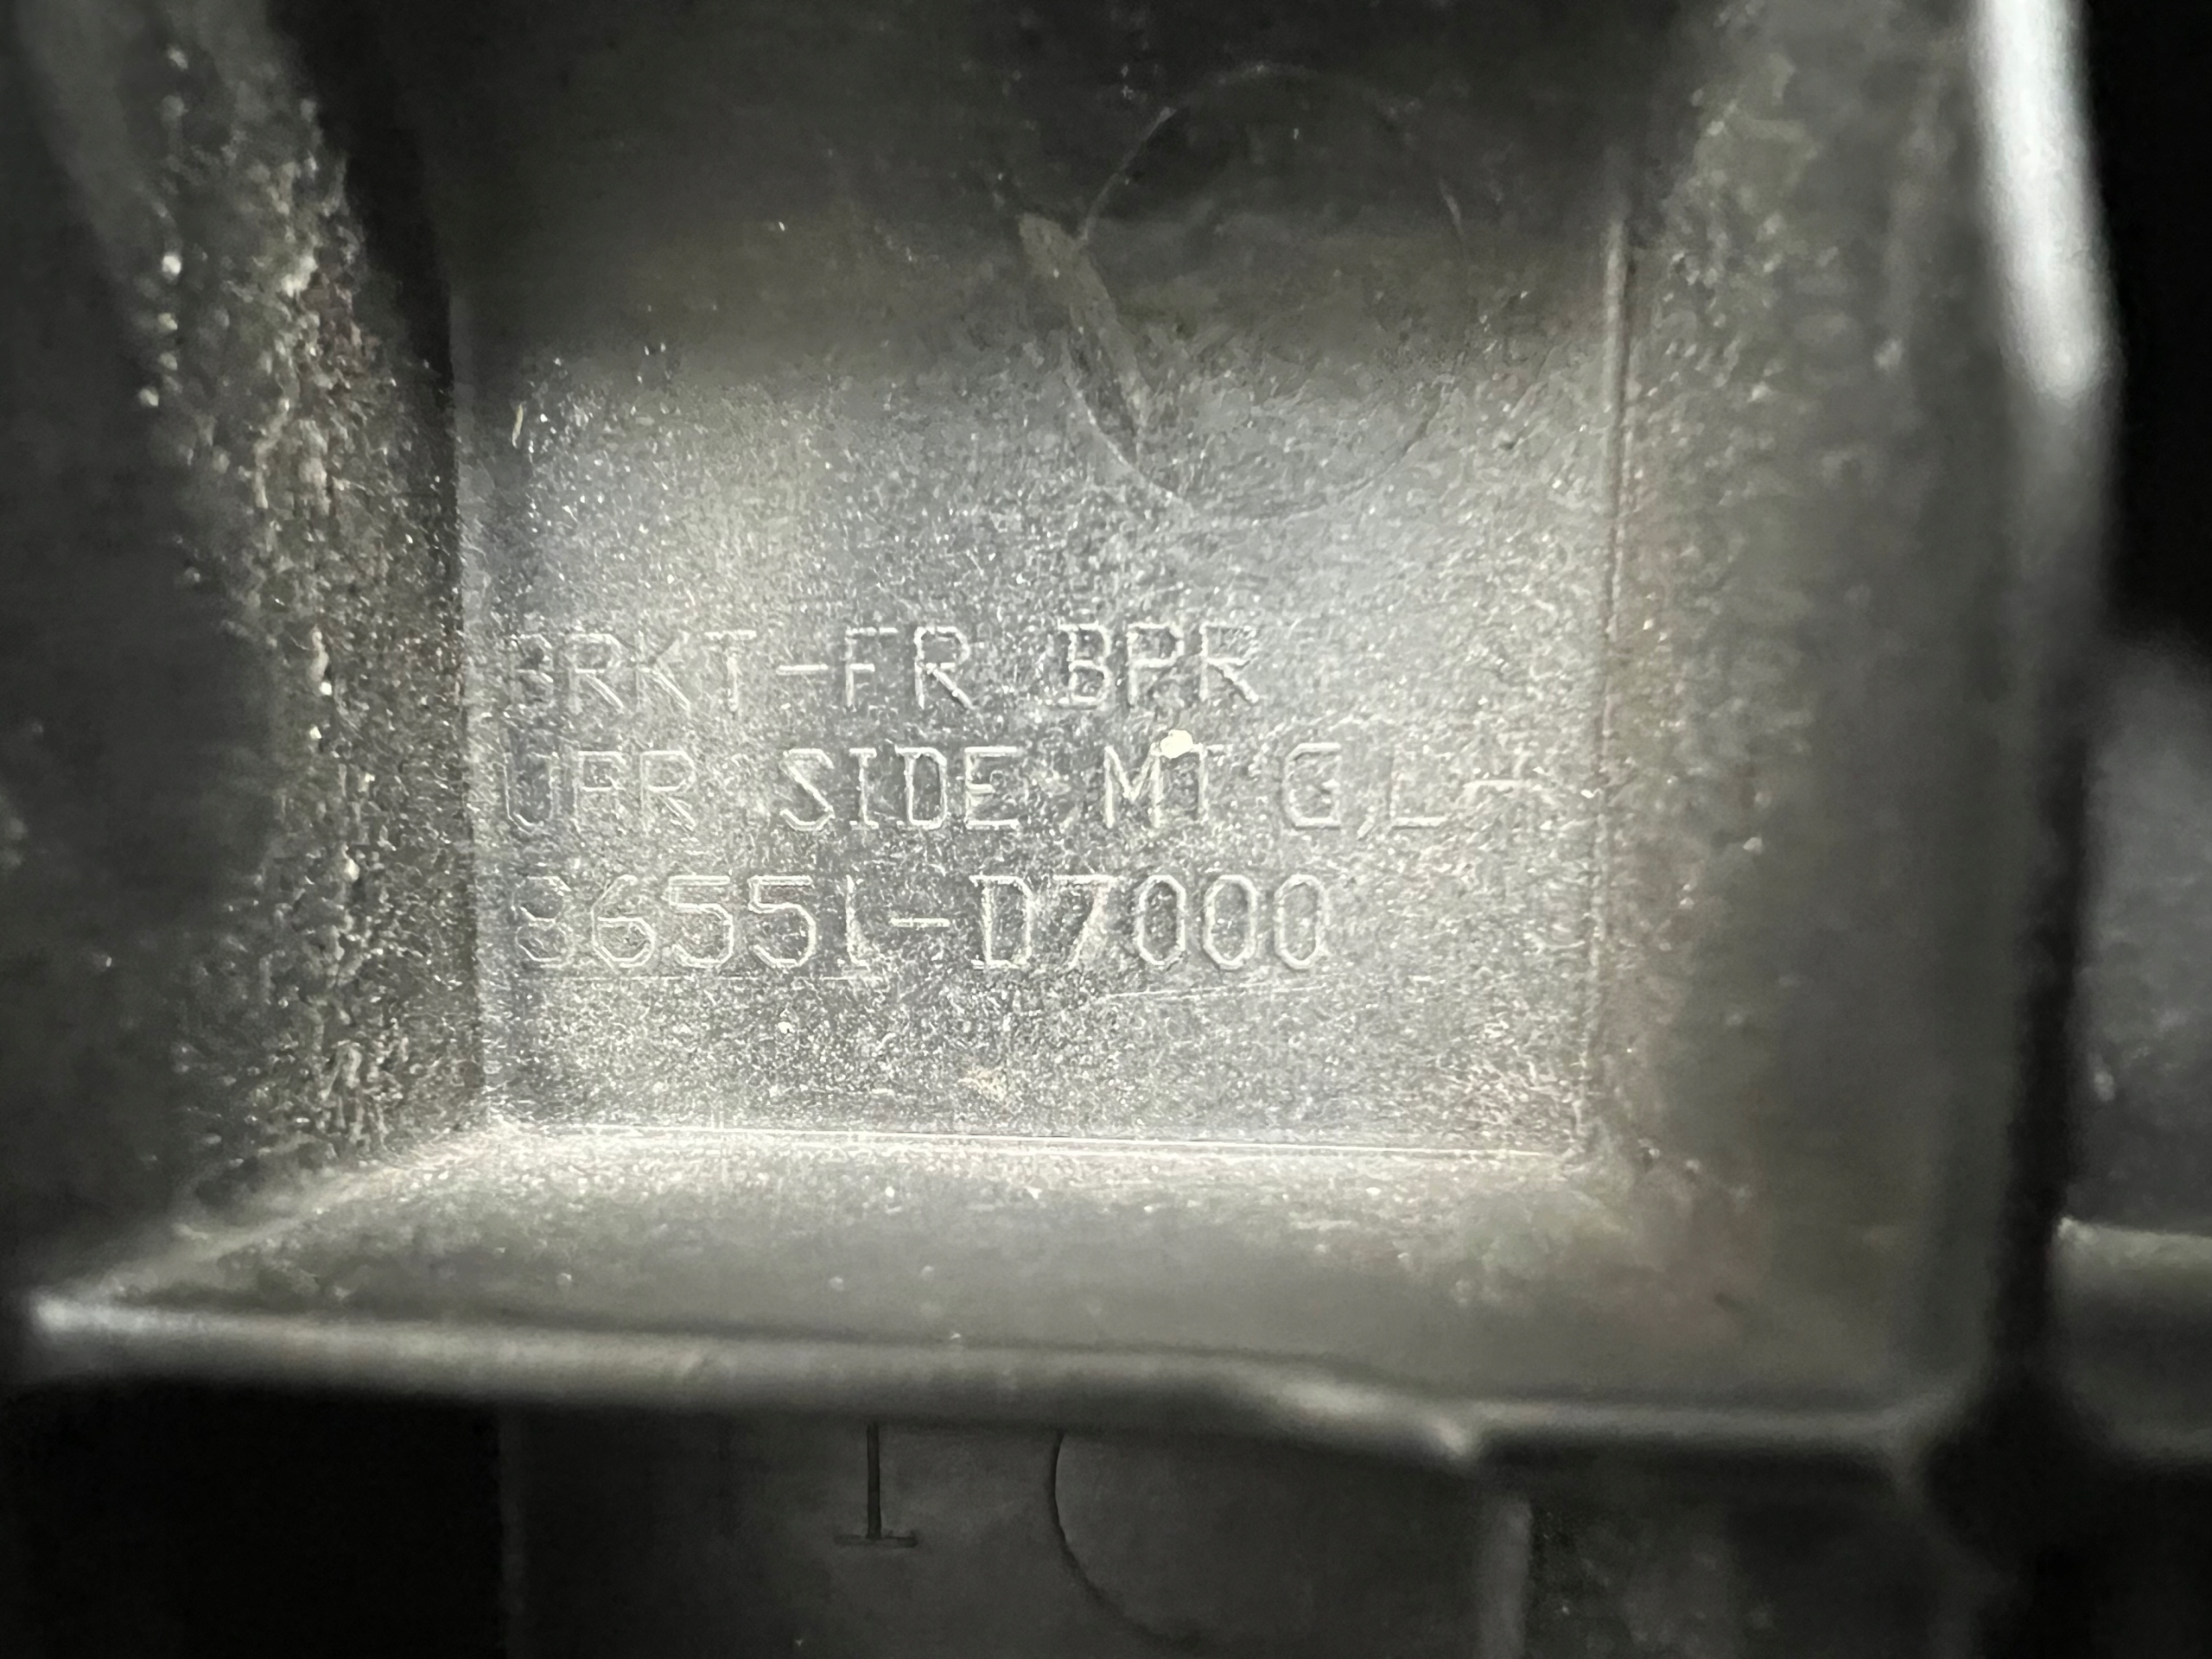 BRKT-FR BPR
UPR SIDE MT'G,LH
86551-D7000